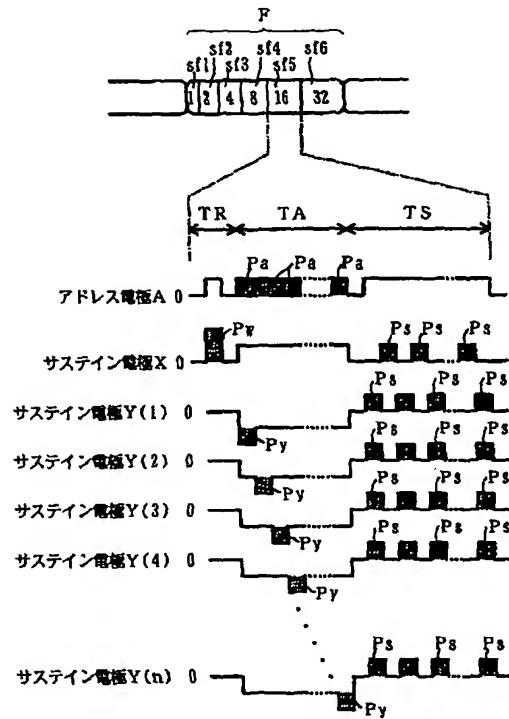 F
sf1 sf2 sf3 sf4 sf5 sf6
1 2 4 8 16 32
TR TA TS
Pa Pa Pa
アドレス電極A 0
Pw Ps Ps Ps
サステイン電極X 0
Ps Ps Ps
サステイン電極Y(1) 0
Py
Ps Ps Ps
サステイン電極Y(2) 0
Py
Ps Ps Ps
サステイン電極Y(3) 0
Py
Ps Ps Ps
サステイン電極Y(4) 0
Py
Ps Ps Ps
サステイン電極Y(n) 0
Py